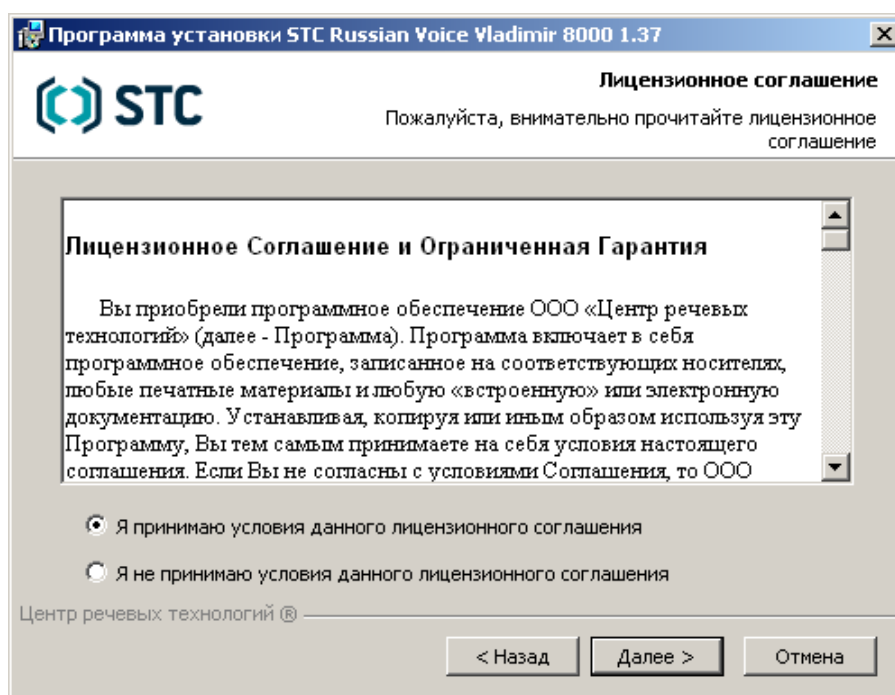 Программа установки STC Russian Voice Vladimir 8000 1.37
STC
Лицензионное соглашение
Пожалуйста, внимательно прочитайте лицензионное
соглашение
Лицензионное Соглашение и Ограниченная Гарантия
Вы приобрели программное обеспечение ООО «Центр речевых
технологий» (далее - Программа). Программа включает в себя
программное обеспечение, записанное на соответствующих носителях,
любые печатные материалы и любую «встроенную» или электронную
документацию. Устанавливая, копируя или иным образом используя эту
Программу, Вы тем самым принимаете на себя условия настоящего
соглашения. Если Вы не согласны с условиями Соглашения, то ООО
Я принимаю условия данного лицензионного соглашения
Я не принимаю условия данного лицензионного соглашения
Центр речевых технологий ®
< Назад
Далее >
Отмена